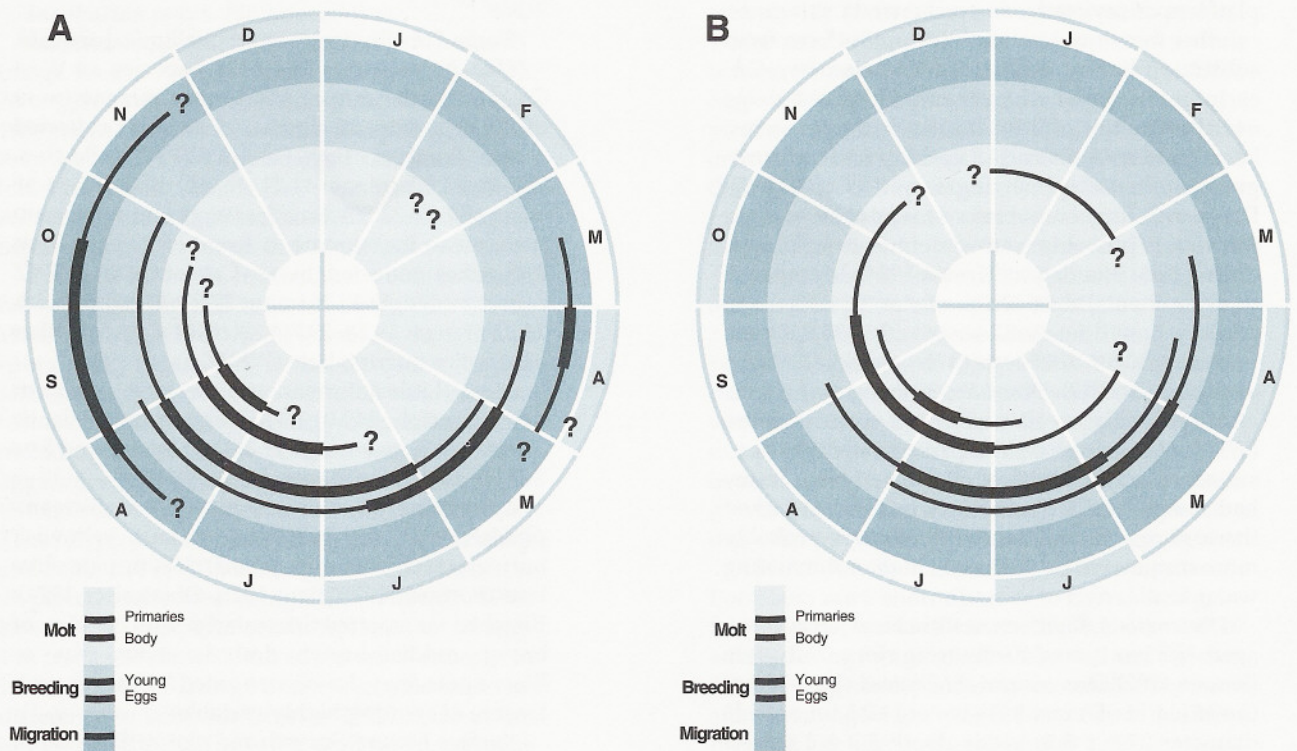 A
D
J
N
?
F
? ?
O
?
M
?
S
A
?
?
?
?
A
?
M
J
J
Molt
Primaries
Body
Breeding
Young
Eggs
Migration
B
D
J
N
F
?
?
O
?
M
S
?
A
A
M
J
J
Molt
Primaries
Body
Breeding
Young
Eggs
Migration